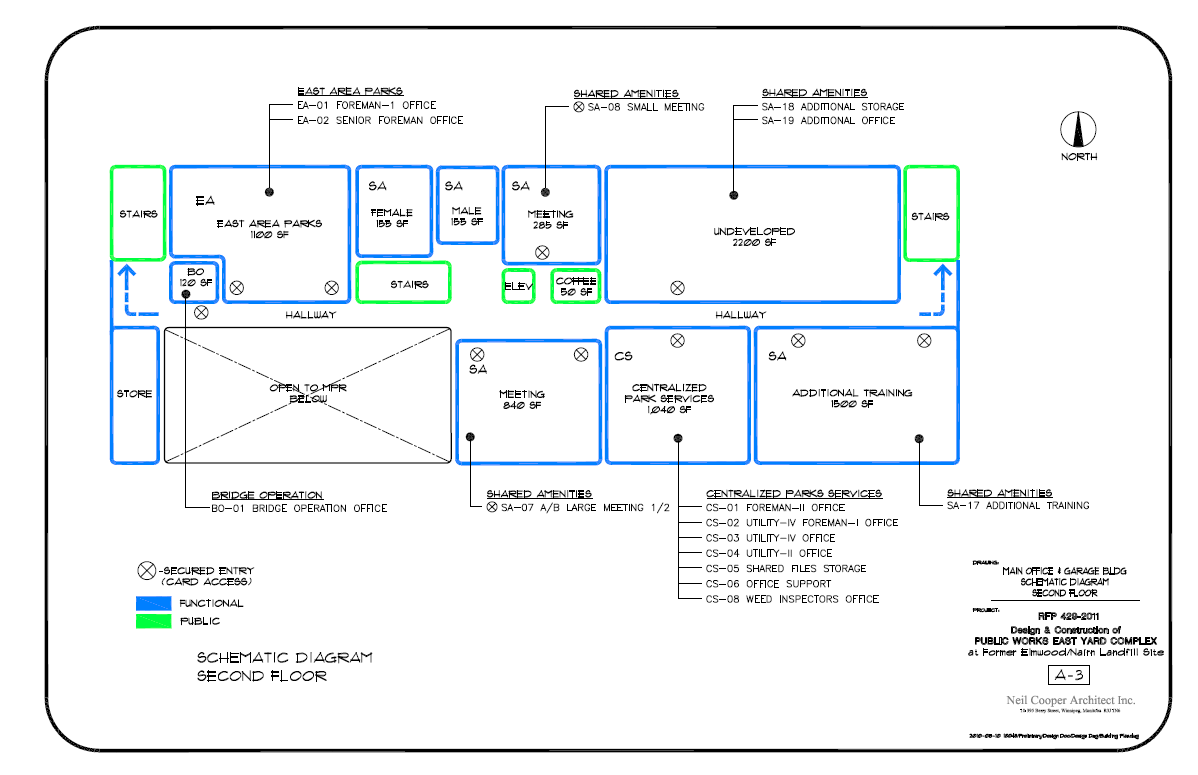 EAST AREA PARKS
EA-01 FOREMAN-1 OFFICE
EA-02 SENIOR FOREMAN OFFICE
SHARED AMENITIES
SA-08 SMALL MEETING
SHARED AMENITIES
SA-18 ADDITIONAL STORAGE
SA-19 ADDITIONAL OFFICE
NORTH
STAIRS
EA
EAST AREA PARKS
1100 SF
SA
FEMALE
155 SF
SA
MALE
155 SF
SA
MEETING
285 SF
UNDEVELOPED
2200 SF
STAIRS
BO
120 SF
STAIRS
ELEV
COFFEE
50 SF
HALLWAY
HALLWAY
STORE
OPEN TO MPR
BELOW
SA
MEETING
840 SF
CS
CENTRALIZED
PARK SERVICES
1,040 SF
SA
ADDITIONAL TRAINING
1500 SF
BRIDGE OPERATION
BO-01 BRIDGE OPERATION OFFICE
SHARED AMENITIES
SA-07 A/B LARGE MEETING 1/2
CENTRALIZED PARKS SERVICES
CS-01 FOREMAN-II OFFICE
CS-02 UTILITY-IV FOREMAN-I OFFICE
CS-03 UTILITY-IV OFFICE
CS-04 UTILITY-II OFFICE
CS-05 SHARED FILES STORAGE
CS-06 OFFICE SUPPORT
CS-08 WEED INSPECTORS OFFICE
SHARED AMENITIES
SA-17 ADDITIONAL TRAINING
-SECURED ENTRY
(CARD ACCESS)
FUNCTIONAL
PUBLIC
SCHEMATIC DIAGRAM
SECOND FLOOR
DRAWING:
MAIN OFFICE & GARAGE BLDG
SCHEMATIC DIAGRAM
SECOND FLOOR
PROJECT:
RFP 429-2011
Design & Construction of
PUBLIC WORKS EAST YARD COMPLEX
at Former Elmwood/Nairn Landfill Site
A-3
Neil Cooper Architect Inc.
Street, Winnipeg, Manitoba